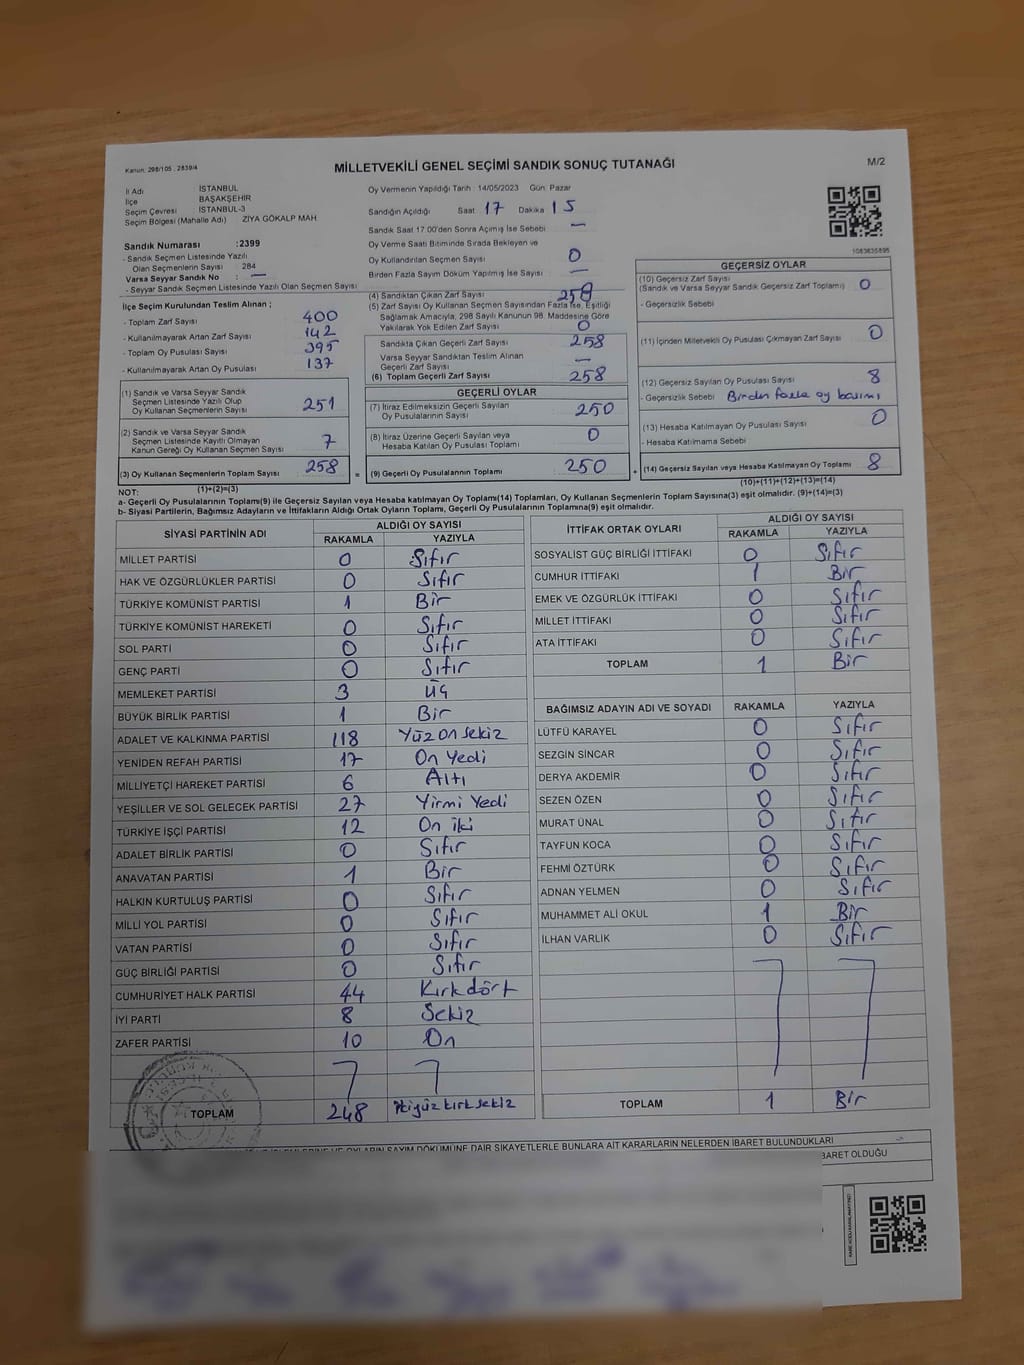 Kanun: 298/105 , 2839/4
MİLLETVEKİLİ GENEL SEÇİMİ SANDIK SONUÇ TUTANAĞI
M/2
İl Adı İSTANBUL
İlçe BAŞAKŞEHİR
Seçim Çevresi İSTANBUL-3
Seçim Bölgesi (Mahalle Adı) ZİYA GÖKALP MAH.
Sandık Numarası :2399
- Sandık Seçmen Listesinde Yazılı
Olan Seçmenlerin Sayısı : 284
Varsa Seyyar Sandık No : —
- Seyyar Sandık Seçmen Listesinde Yazılı Olan Seçmen Sayısı
Oy Vermenin Yapıldığı Tarih : 14/05/2023 Gün: Pazar
Sandığın Açıldığı Saat 17 Dakika 15
Sandık Saat 17.00'den Sonra Açımış İse Sebebi —
Oy Verme Saati Bitiminde Sırada Bekleyen ve
Oy Kullandırılan Seçmen Sayısı 0
Birden Fazla Sayım Döküm Yapılmış İse Sayısı —
1083635895
İlçe Seçim Kurulundan Teslim Alınan ;
- Toplam Zarf Sayısı 400
- Kullanılmayarak Artan Zarf Sayısı 142
- Toplam Oy Pusulası Sayısı 395
- Kullanılmayarak Artan Oy Pusulası 137
(4) Sandıktan Çıkan Zarf Sayısı 258
(5) Zarf Sayısı Oy Kullanan Seçmen Sayısından Fazla ise, Eşitliği
Sağlamak Amacıyla, 298 Sayılı Kanunun 98. Maddesine Göre
Yakılarak Yok Edilen Zarf Sayısı 0
Sandıkta Çıkan Geçerli Zarf Sayısı 258
Varsa Seyyar Sandıktan Teslim Alınan
Geçerli Zarf Sayısı —
(6) Toplam Geçerli Zarf Sayısı 258
GEÇERSİZ OYLAR
(10) Geçersiz Zarf Sayısı
(Sandık ve Varsa Seyyar Sandık Geçersiz Zarf Toplamı) 0
- Geçersizlik Sebebi
(11) İçinden Milletvekili Oy Pusulası Çıkmayan Zarf Sayısı 0
(12) Geçersiz Sayılan Oy Pusulası Sayısı 8
- Geçersizlik Sebebi Birden fazla oy basımı
(13) Hesaba Katılmayan Oy Pusulası Sayısı 0
- Hesaba Katılmama Sebebi
(14) Geçersiz Sayılan veya Hesaba Katılmayan Oy Toplamı 8
(10)+(11)+(12)+(13)=(14)
(1) Sandık ve Varsa Seyyar Sandık
Seçmen Listesinde Yazılı Olup
Oy Kullanan Seçmenlerin Sayısı 251
(2) Sandık ve Varsa Seyyar Sandık
Seçmen Listesinde Kayıtlı Olmayan
Kanun Gereği Oy Kullanan Seçmen Sayısı 7
(3) Oy Kullanan Seçmenlerin Toplam Sayısı 258 =
(1)+(2)=(3)
GEÇERLİ OYLAR
(7) İtiraz Edilmeksizin Geçerli Sayılan
Oy Pusulalarının Sayısı 250
(8) İtiraz Üzerine Geçerli Sayılan veya
Hesaba Katılan Oy Pusulası Toplamı 0
(9) Geçerli Oy Pusulalarının Toplamı 250 +
NOT:
a- Geçerli Oy Pusulalarının Toplamı(9) ile Geçersiz Sayılan veya Hesaba katılmayan Oy Toplamı(14) Toplamları, Oy Kullanan Seçmenlerin Toplam Sayısına(3) eşit olmalıdır. (9)+(14)=(3)
b- Siyasi Partilerin, Bağımsız Adayların ve İttifakların Aldığı Ortak Oyların Toplamı, Geçerli Oy Pusulalarının Toplamına(9) eşit olmalıdır.
SİYASİ PARTİNİN ADI ALDIĞI OY SAYISI
RAKAMLA YAZIYLA
MİLLET PARTİSİ 0 Sıfır
HAK VE ÖZGÜRLÜKLER PARTİSİ 0 Sıfır
TÜRKİYE KOMÜNİST PARTİSİ 1 Bir
TÜRKİYE KOMÜNİST HAREKETİ 0 Sıfır
SOL PARTİ 0 Sıfır
GENÇ PARTİ 0 Sıfır
MEMLEKET PARTİSİ 3 Üç
BÜYÜK BİRLİK PARTİSİ 1 Bir
ADALET VE KALKINMA PARTİSİ 118 Yüz on sekiz
YENİDEN REFAH PARTİSİ 17 On Yedi
MİLLİYETÇİ HAREKET PARTİSİ 6 Altı
YEŞİLLER VE SOL GELECEK PARTİSİ 27 Yirmi Yedi
TÜRKİYE İŞÇİ PARTİSİ 12 On iki
ADALET BİRLİK PARTİSİ 0 Sıfır
ANAVATAN PARTİSİ 1 Bir
HALKIN KURTULUŞ PARTİSİ 0 Sıfır
MİLLİ YOL PARTİSİ 0 Sıfır
VATAN PARTİSİ 0 Sıfır
GÜÇ BİRLİĞİ PARTİSİ 0 Sıfır
CUMHURİYET HALK PARTİSİ 44 Kırk dört
İYİ PARTİ 8 Sekiz
ZAFER PARTİSİ 10 On
TOPLAM 248 İkiyüz kırk sekiz
İTTİFAK ORTAK OYLARI ALDIĞI OY SAYISI
RAKAMLA YAZIYLA
SOSYALİST GÜÇ BİRLİĞİ İTTİFAKI 0 Sıfır
CUMHUR İTTİFAKI 1 Bir
EMEK VE ÖZGÜRLÜK İTTİFAKI 0 Sıfır
MİLLET İTTİFAKI 0 Sıfır
ATA İTTİFAKI 0 Sıfır
TOPLAM 1 Bir
BAĞIMSIZ ADAYIN ADI VE SOYADI RAKAMLA YAZIYLA
LÜTFÜ KARAYEL 0 Sıfır
SEZGİN SİNCAR 0 Sıfır
DERYA AKDEMİR 0 Sıfır
SEZEN ÖZEN 0 Sıfır
MURAT ÜNAL 0 Sıfır
TAYFUN KOCA 0 Sıfır
FEHMİ ÖZTÜRK 0 Sıfır
ADNAN YELMEN 0 Sıfır
MUHAMMET ALİ OKUL 1 Bir
İLHAN VARLIK 0 Sıfır
TOPLAM 1 Bir
OYLARIN SAYIM DÖKÜMÜNE DAİR ŞİKAYETLERLE BUNLARA AİT KARARLARIN NELERDEN İBARET BULUNDUKLARI
İBARET OLDUĞU